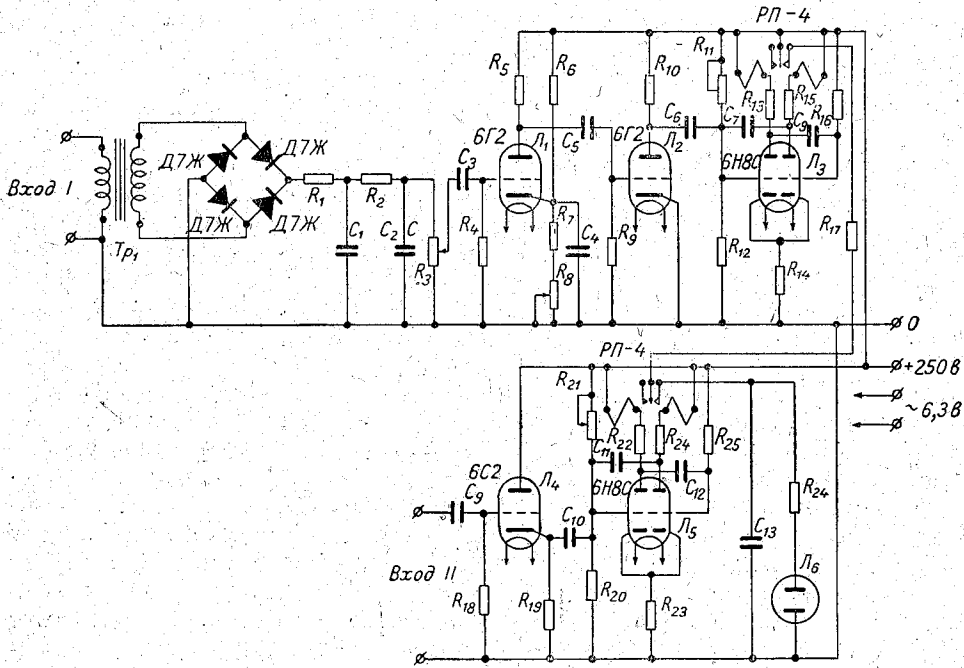 РП-4
R₅
R₆
R₁₀
R₁₁
R₁₃
R₁₅
R₁₆
6Г2
Л₁
C₅
6Г2
Л₂
C₆
C₇
C₉
6Н8С
Л₃
Вход I
Д7Ж
Д7Ж
Д7Ж
Д7Ж
Тр₁
R₁
R₂
C₁
C₂
C
R₃
C₃
R₄
R₇
C₄
R₈
R₉
R₁₂
R₁₄
R₁₇
0
РП-4
+250в
~6,3в
R₂₁
R₂₂
R₂₄
R₂₅
C₁₁
6С2
Л₄
6Н8С
C₁₂
C₉
C₁₀
Л₅
C₁₃
R₂₄
Л₆
Вход II
R₁₈
R₁₉
R₂₀
R₂₃